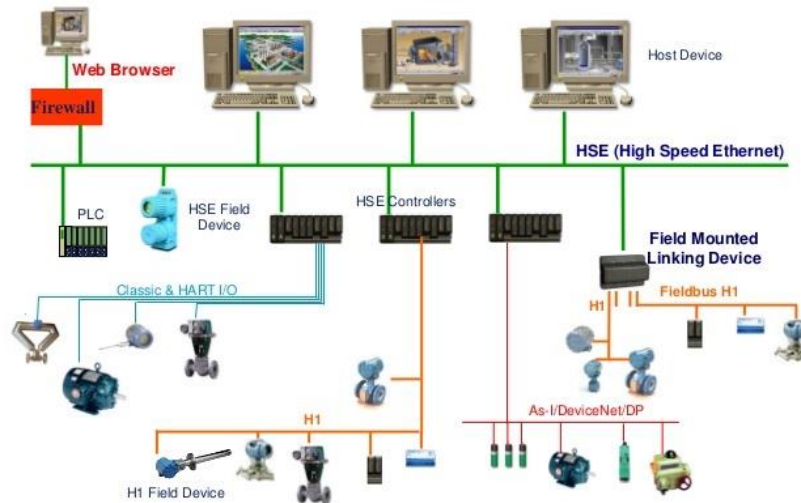 Web Browser
Host Device
Firewall
HSE (High Speed Ethernet)
PLC
HSE Field
Device
HSE Controllers
Field Mounted
Linking Device
Classic & HART I/O
H1
Fieldbus H1
H1
As-I/DeviceNet/DP
H1 Field Device